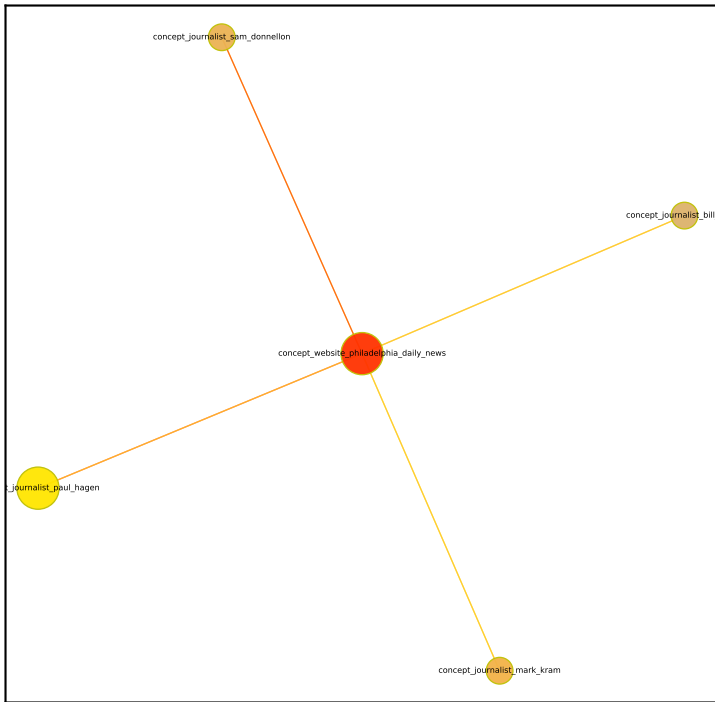 concept_journalist_sam_donnellon
concept_journalist_bill
concept_website_philadelphia_daily_news
t_journalist_paul_hagen
concept_journalist_mark_kram